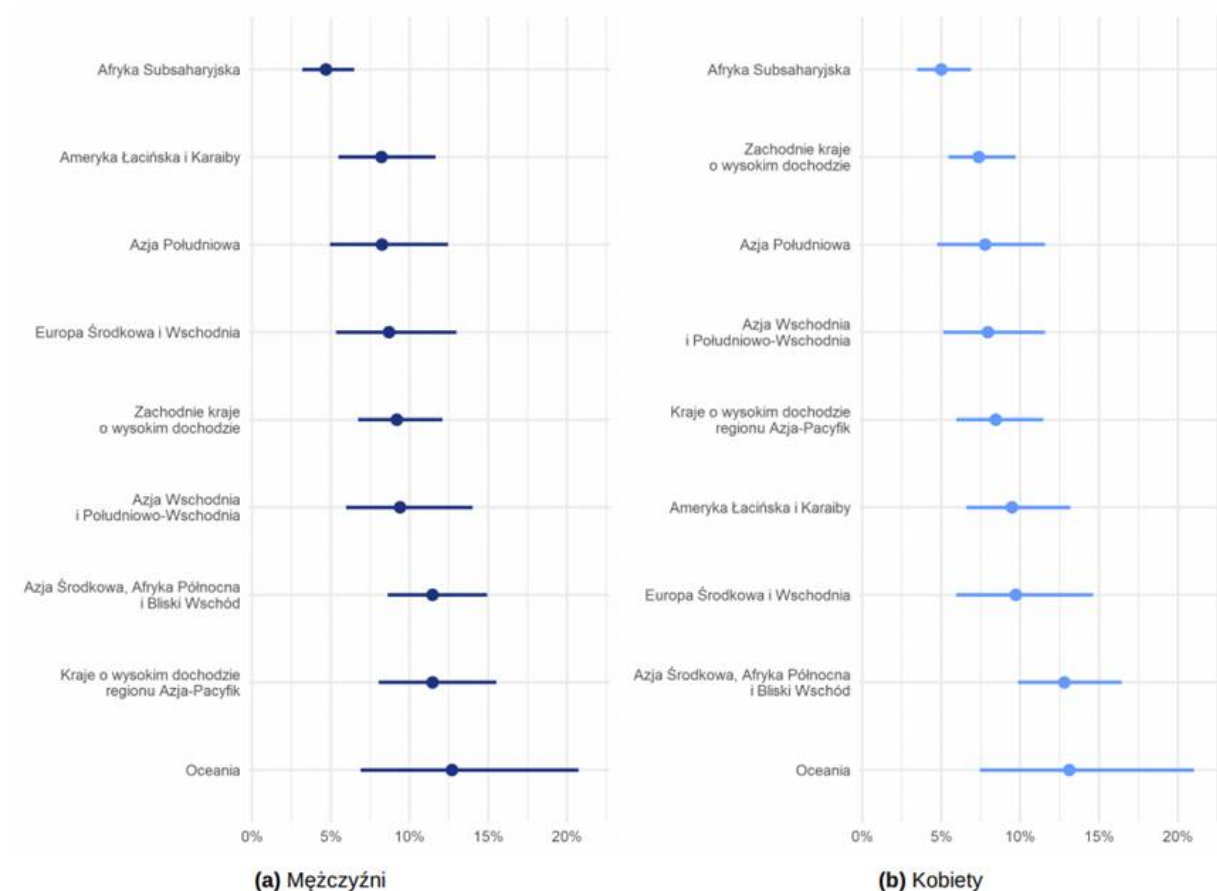 Afryka Subsaharyjska
Ameryka Łacińska i Karaiby
Azja Południowa
Europa Środkowa i Wschodnia
Zachodnie kraje
o wysokim dochodzie
Azja Wschodnia
i Południowo-Wschodnia
Azja Środkowa, Afryka Północna
i Bliski Wschód
Kraje o wysokim dochodzie
regionu Azja-Pacyfik
Oceania
0% 5% 10% 15% 20%
(a) Mężczyźni
Afryka Subsaharyjska
Zachodnie kraje
o wysokim dochodzie
Azja Południowa
Azja Wschodnia
i Południowo-Wschodnia
Kraje o wysokim dochodzie
regionu Azja-Pacyfik
Ameryka Łacińska i Karaiby
Europa Środkowa i Wschodnia
Azja Środkowa, Afryka Północna
i Bliski Wschód
Oceania
0% 5% 10% 15% 20%
(b) Kobiety